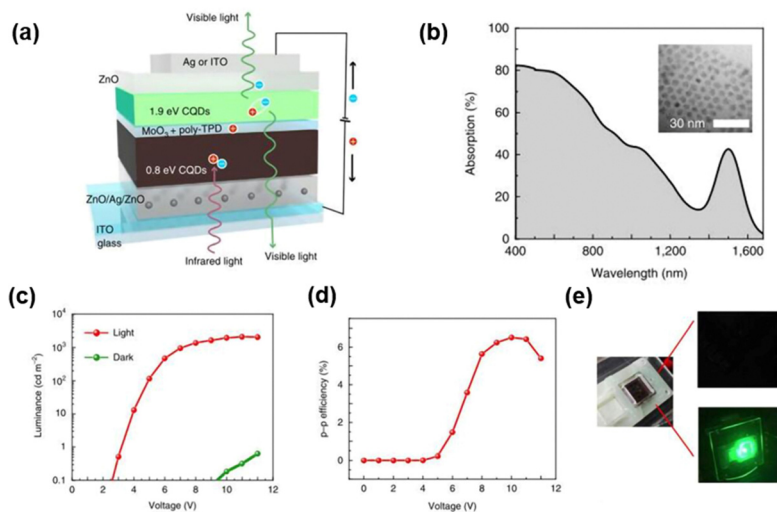 (a)
Visible light
Ag or ITO
ZnO
1.9 eV CQDs
MoO₃ + poly-TPD
0.8 eV CQDs
ZnO/Ag/ZnO
ITO
glass
Infrared light
Visible light
(b)
Absorption (%)
100
80
60
40
20
0
30 nm
400
800
1,200
1,600
Wavelength (nm)
(c)
Luminance (cd m⁻²)
10⁴
10³
10²
10¹
1
0.1
Light
Dark
0 2 4 6 8 10 12
Voltage (V)
(d)
p–p efficiency (%)
6
4
2
0
0 2 4 6 8 10 12
Voltage (V)
(e)